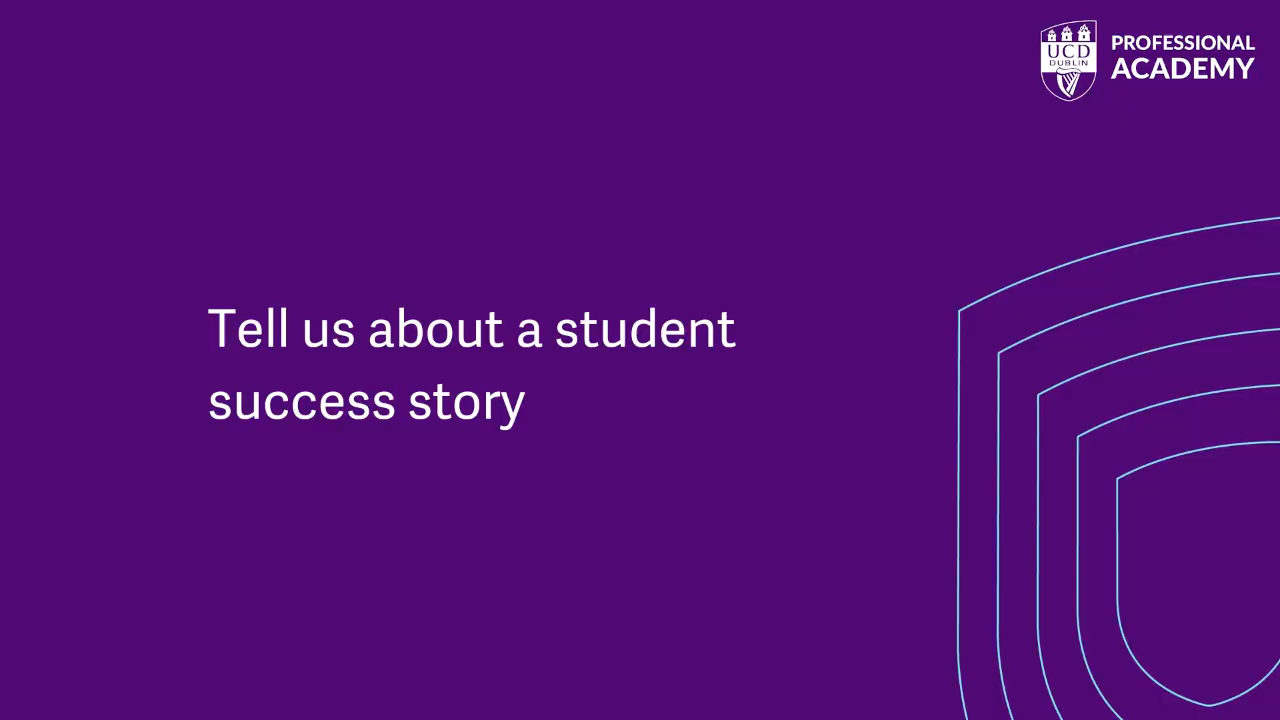 UCD
DUBLIN
PROFESSIONAL
ACADEMY
Tell us about a student
success story